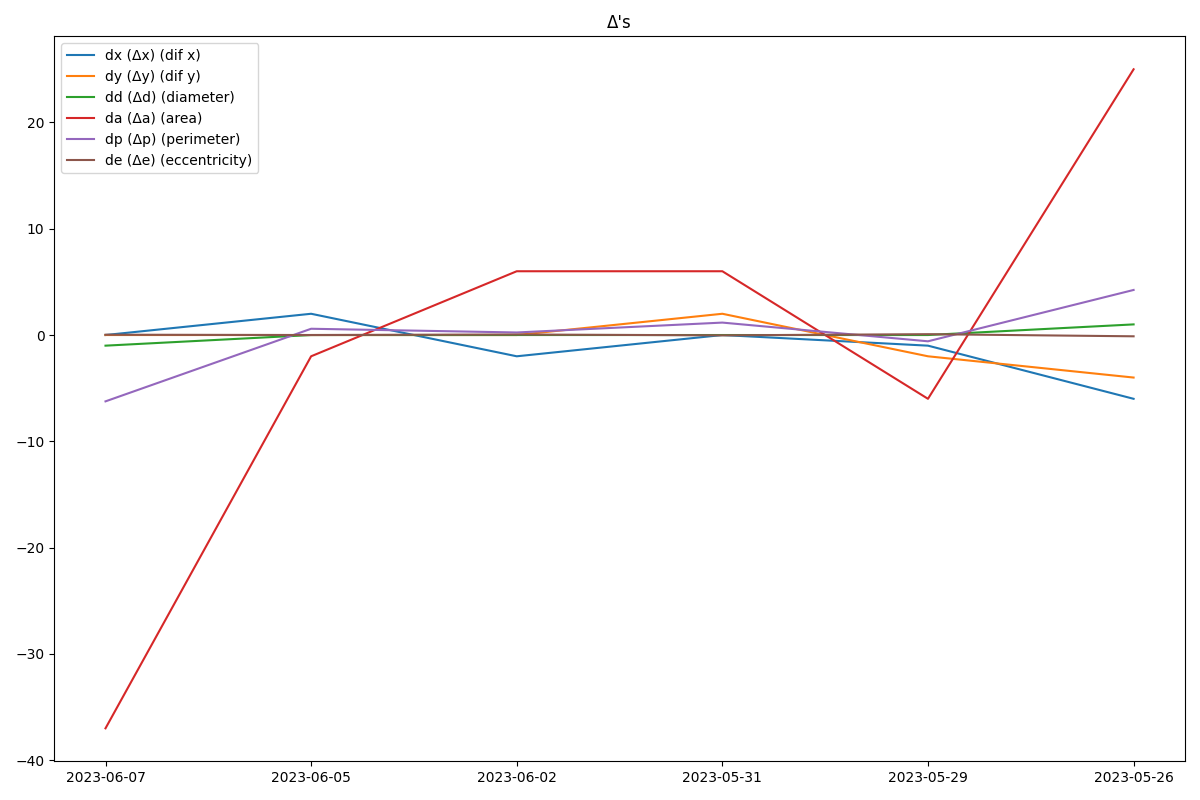 Δ's
dx (Δx) (dif x)
dy (Δy) (dif y)
dd (Δd) (diameter)
da (Δa) (area)
dp (Δp) (perimeter)
de (Δe) (eccentricity)
20
10
0
−10
−20
−30
−40
2023-06-07 2023-06-05 2023-06-02 2023-05-31 2023-05-29 2023-05-26